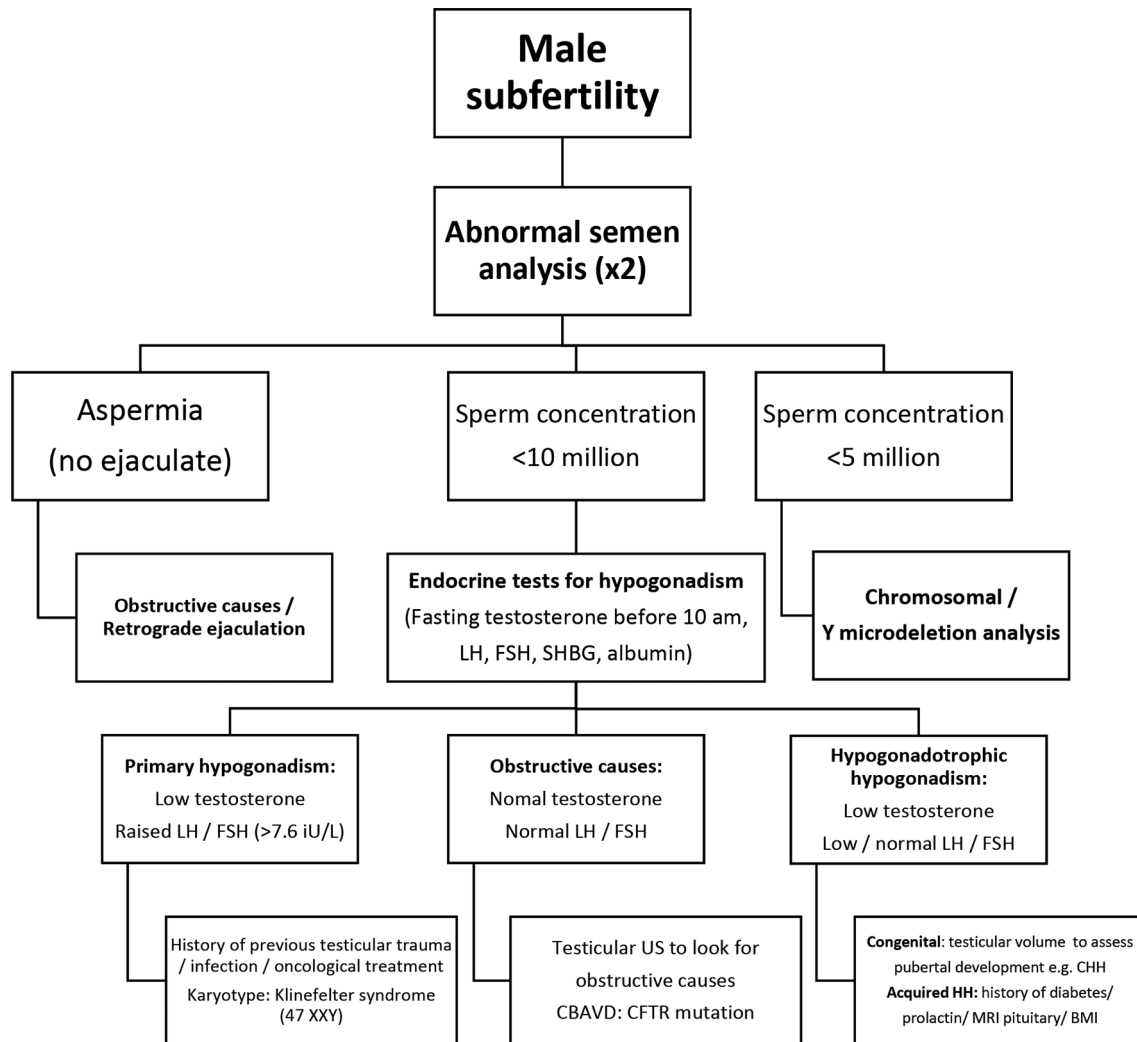 Male
subfertility
Abnormal semen
analysis (x2)
Aspermia
(no ejaculate)
Sperm concentration
<10 million
Sperm concentration
<5 million
Obstructive causes /
Retrograde ejaculation
Endocrine tests for hypogonadism
(Fasting testosterone before 10 am,
LH, FSH, SHBG, albumin)
Chromosomal /
Y microdeletion analysis
Primary hypogonadism:
Low testosterone
Raised LH / FSH (>7.6 iU/L)
Obstructive causes:
Nomal testosterone
Normal LH / FSH
Hypogonadotrophic
hypogonadism:
Low testosterone
Low / normal LH / FSH
History of previous testicular trauma
/ infection / oncological treatment
Karyotype: Klinefelter syndrome
(47 XXY)
Testicular US to look for
obstructive causes
CBAVD: CFTR mutation
Congenital: testicular volume to assess
pubertal development e.g. CHH
Acquired HH: history of diabetes/
prolactin/ MRI pituitary/ BMI